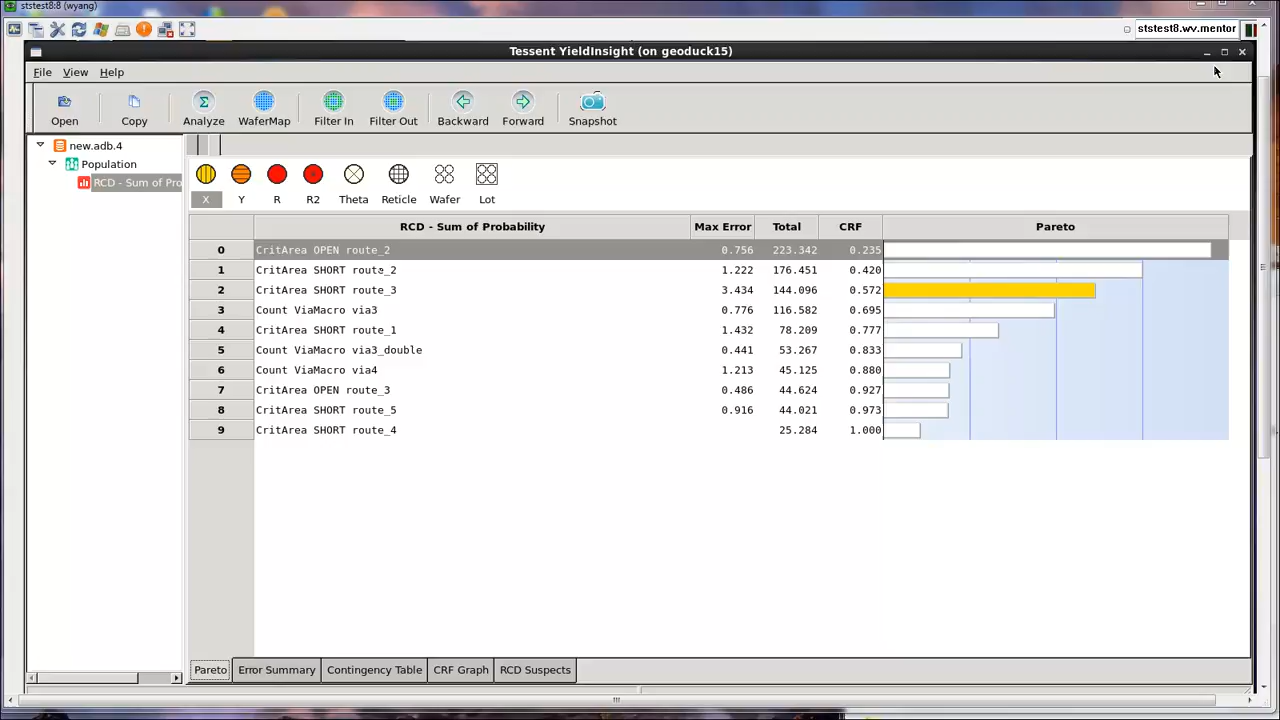 ststest8:8 (wyang)
ststest8.wv.mentor
Tessent YieldInsight (on geoduck15)
File View Help
Open Copy Analyze WaferMap Filter In Filter Out Backward Forward Snapshot
new.adb.4
Population
RCD - Sum of Pro
X Y R R2 Theta Reticle Wafer Lot
RCD - Sum of Probability Max Error Total CRF Pareto
0 CritArea OPEN route_2 0.756 223.342 0.235
1 CritArea SHORT route_2 1.222 176.451 0.420
2 CritArea SHORT route_3 3.434 144.096 0.572
3 Count ViaMacro via3 0.776 116.582 0.695
4 CritArea SHORT route_1 1.432 78.209 0.777
5 Count ViaMacro via3_double 0.441 53.267 0.833
6 Count ViaMacro via4 1.213 45.125 0.880
7 CritArea OPEN route_3 0.486 44.624 0.927
8 CritArea SHORT route_5 0.916 44.021 0.973
9 CritArea SHORT route_4 25.284 1.000
Pareto Error Summary Contingency Table CRF Graph RCD Suspects